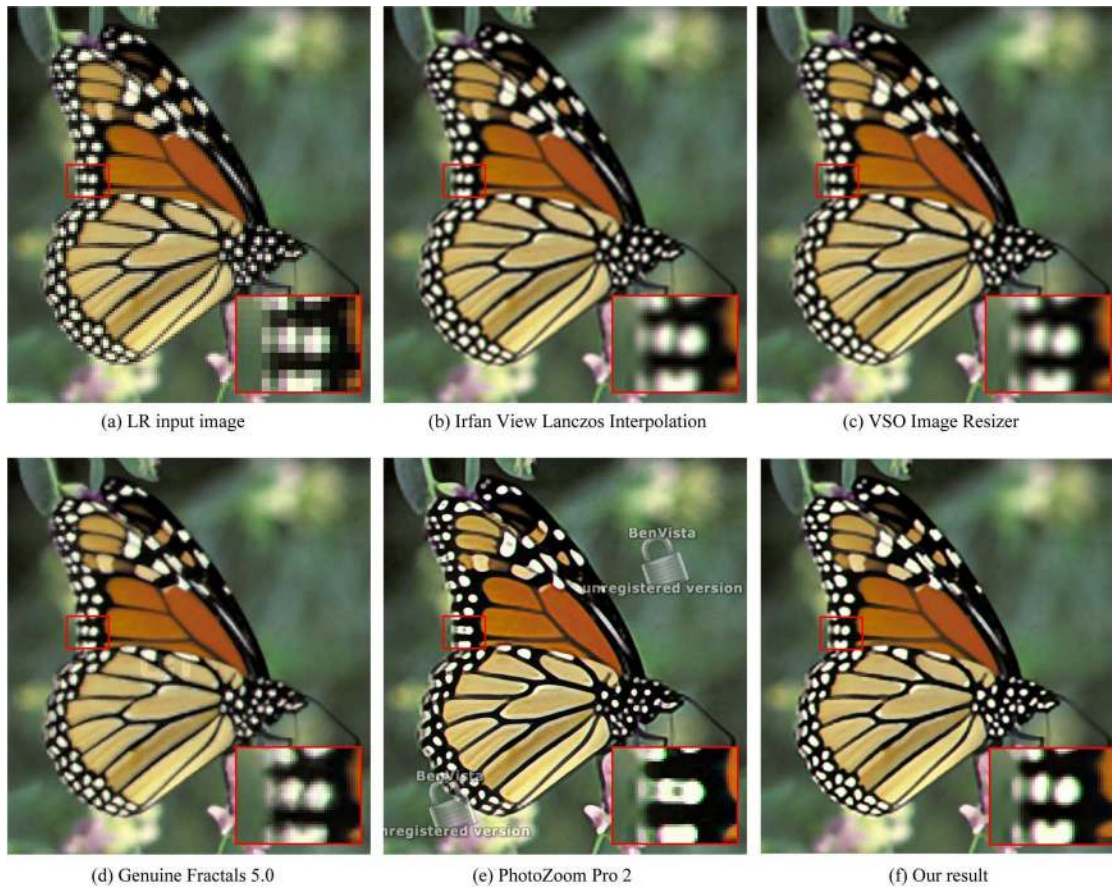 (a) LR input image
(b) Irfan View Lanczos Interpolation
(c) VSO Image Resizer
BenVista
unregistered version
BenVista
nregistered version
(d) Genuine Fractals 5.0
(e) PhotoZoom Pro 2
(f) Our result